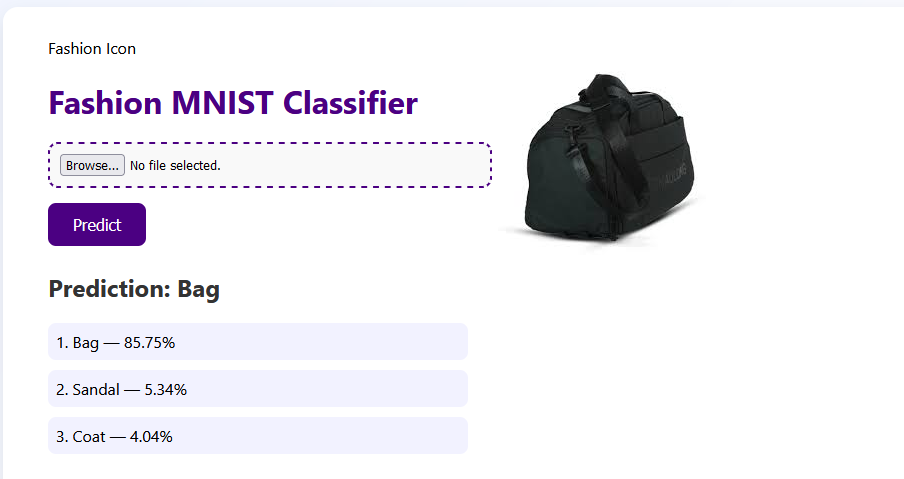 Fashion Icon
Fashion MNIST Classifier
Browse... No file selected.
Predict
Prediction: Bag
1. Bag — 85.75%
2. Sandal — 5.34%
3. Coat — 4.04%